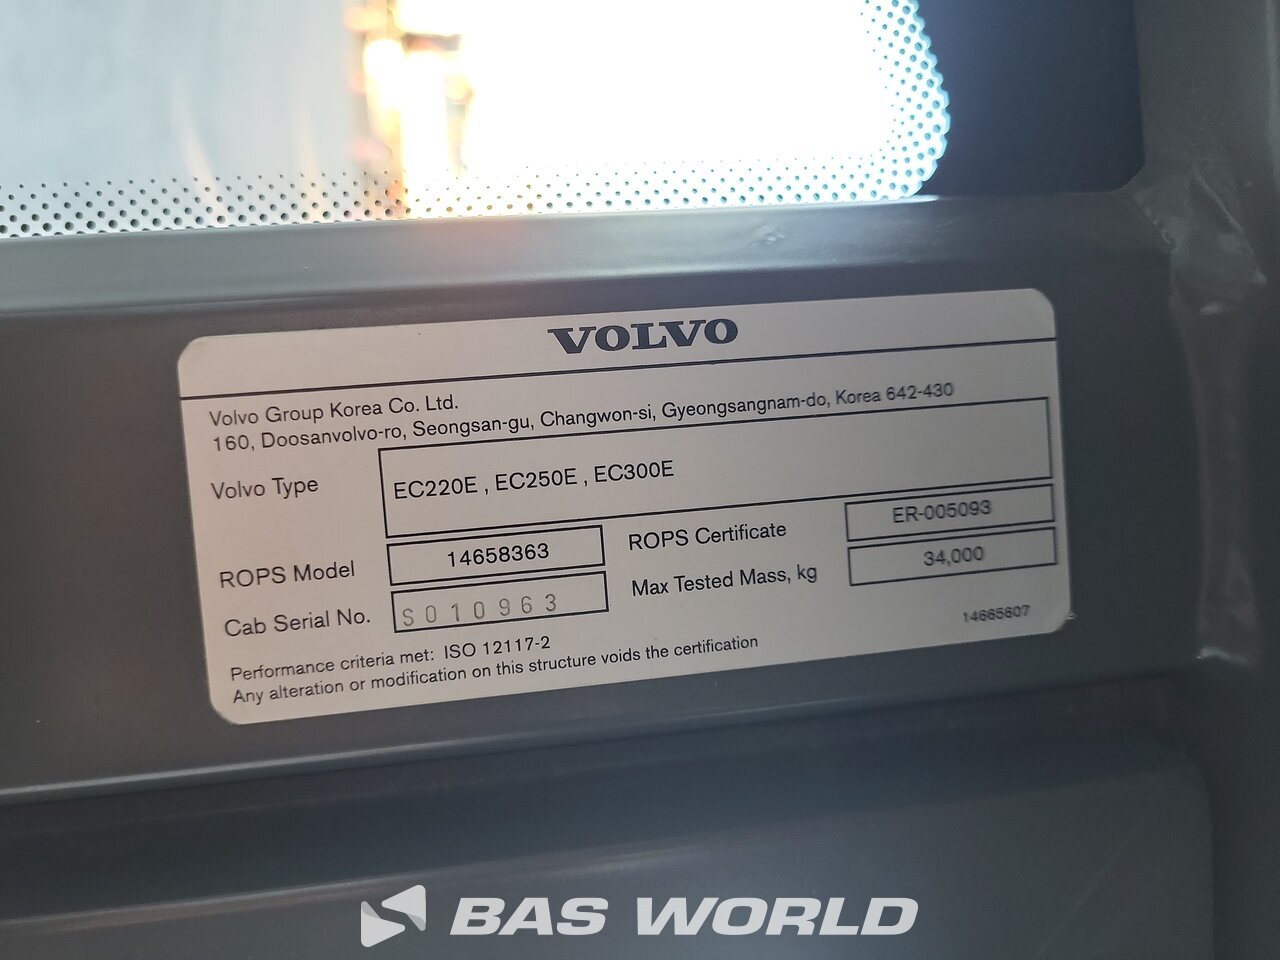 VOLVO
Volvo Group Korea Co. Ltd.
160, Doosanvolvo-ro, Seongsan-gu, Changwon-si, Gyeongsangnam-do, Korea 642-430
Volvo Type EC220E , EC250E , EC300E
ROPS Model 14658363 ROPS Certificate ER-005093
Cab Serial No. S010963 Max Tested Mass, kg 34,000
Performance criteria met: ISO 12117-2
Any alteration or modification on this structure voids the certification
14665607
BAS WORLD